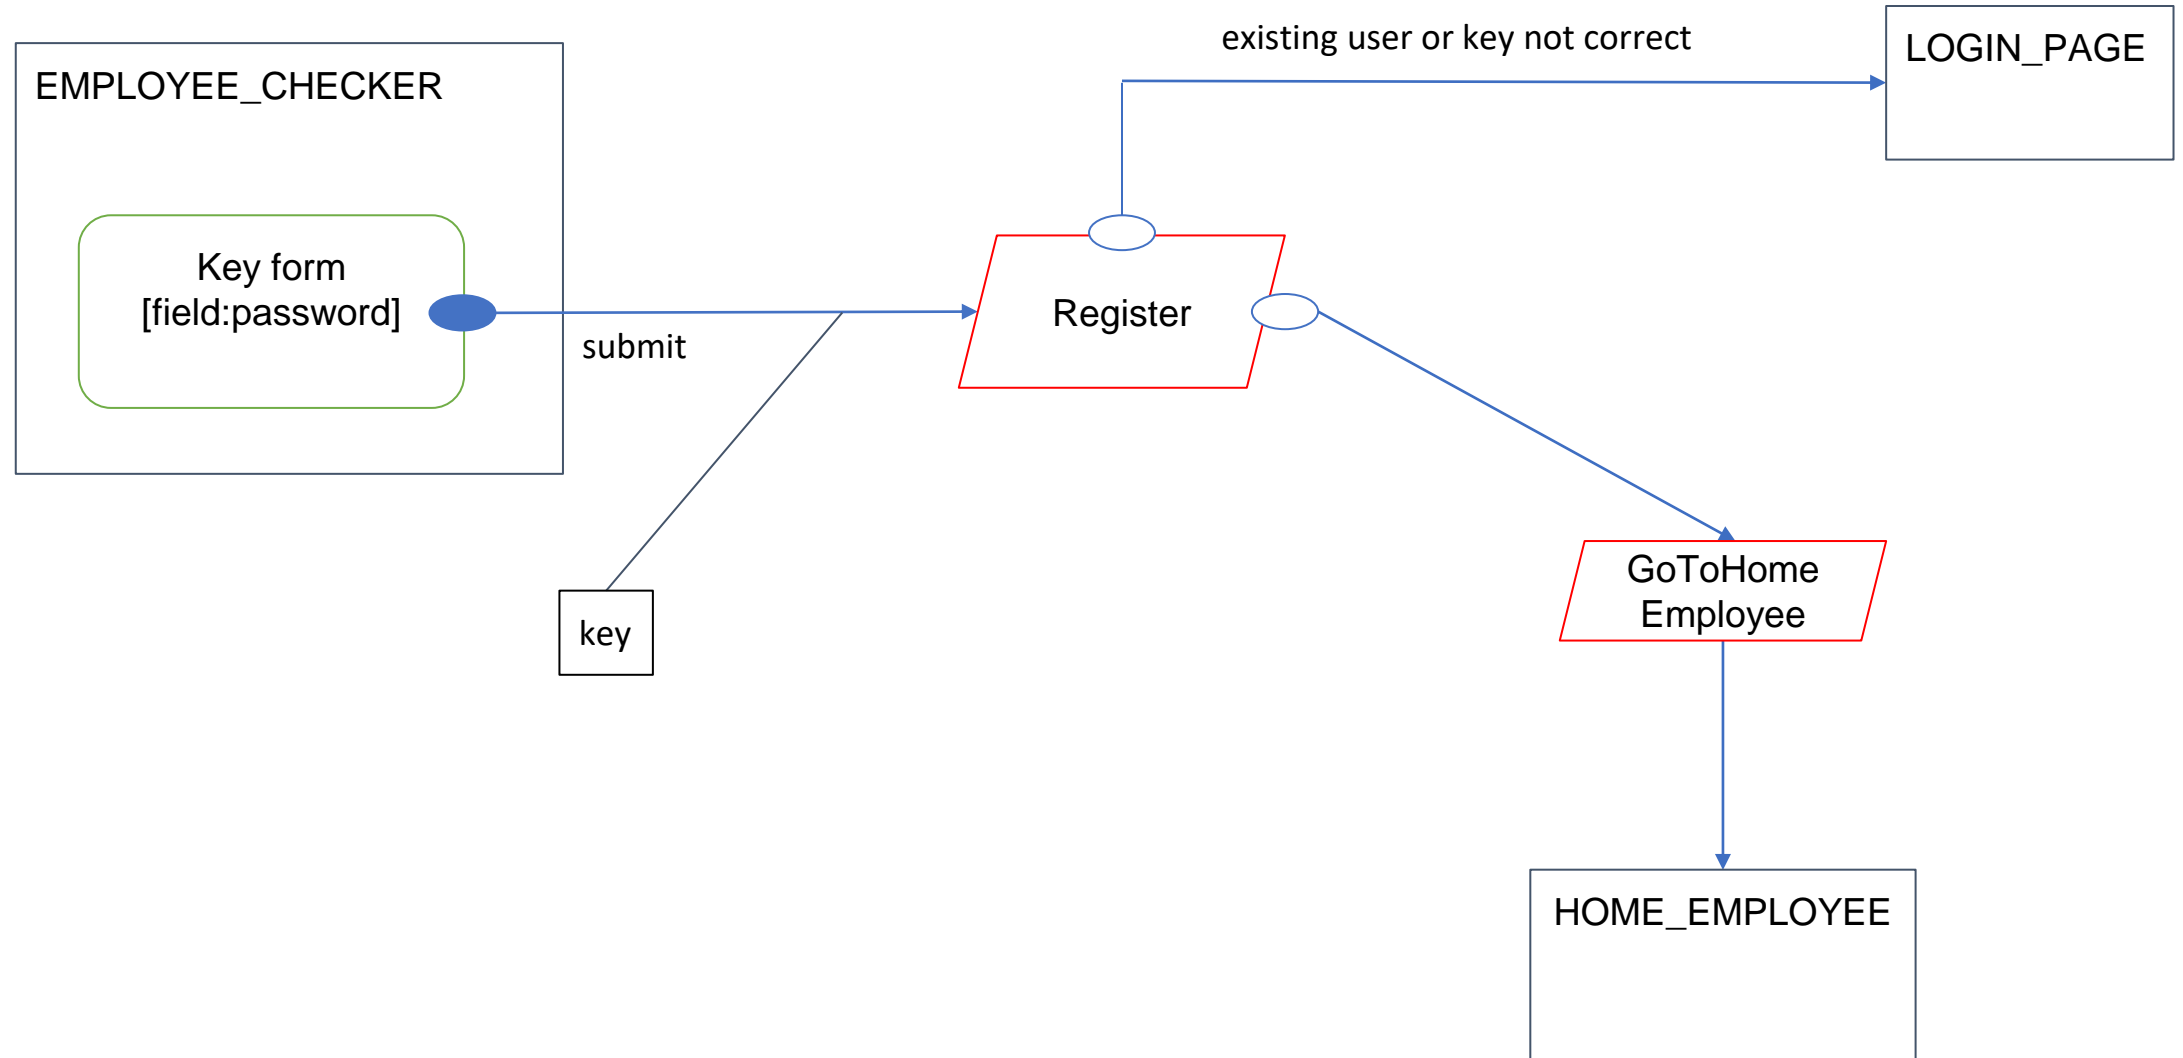 existing user or key not correct
LOGIN_PAGE
EMPLOYEE_CHECKER
Key form
[field:password]
submit
Register
key
GoToHome
Employee
HOME_EMPLOYEE